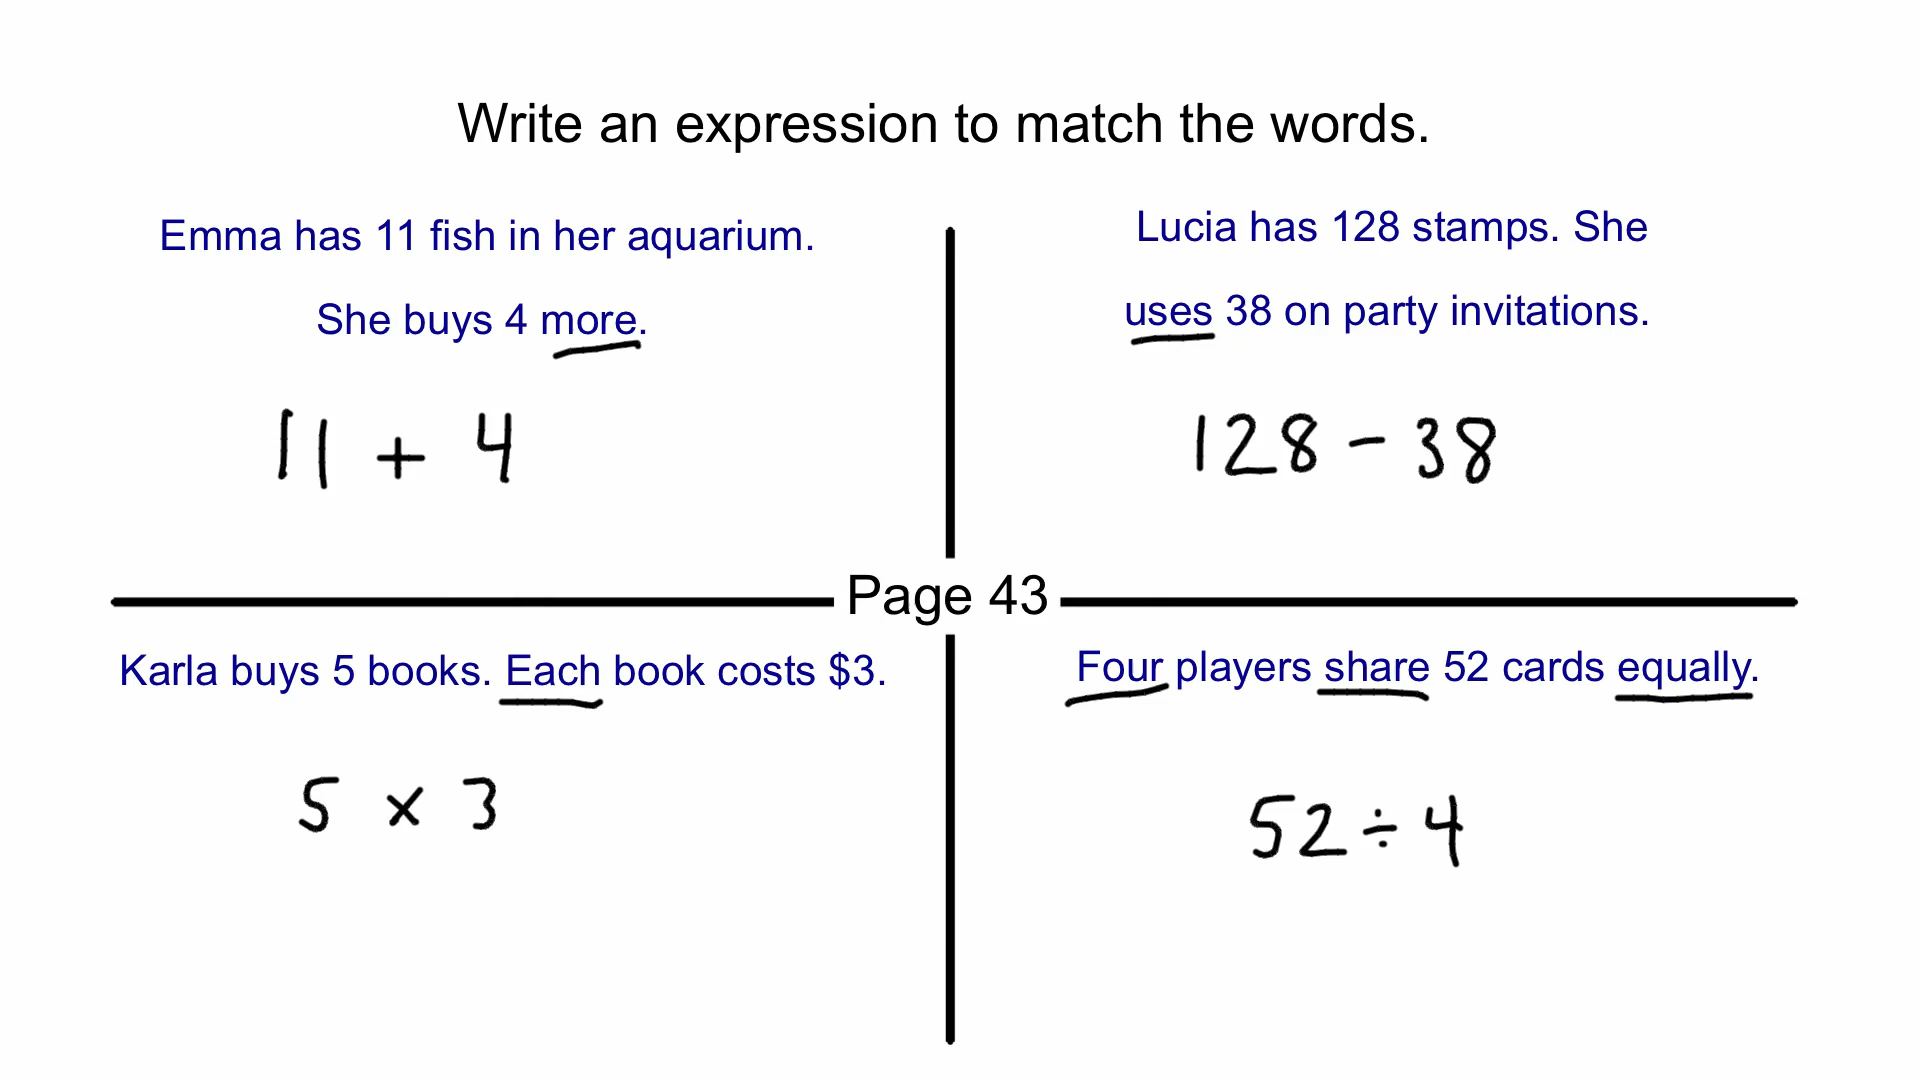 Write an expression to match the words.
Emma has 11 fish in her aquarium.
She buys 4 more.
11 + 4
Lucia has 128 stamps. She
uses 38 on party invitations.
128 - 38
Page 43
Karla buys 5 books. Each book costs $3.
5 x 3
Four players share 52 cards equally.
52 ÷ 4